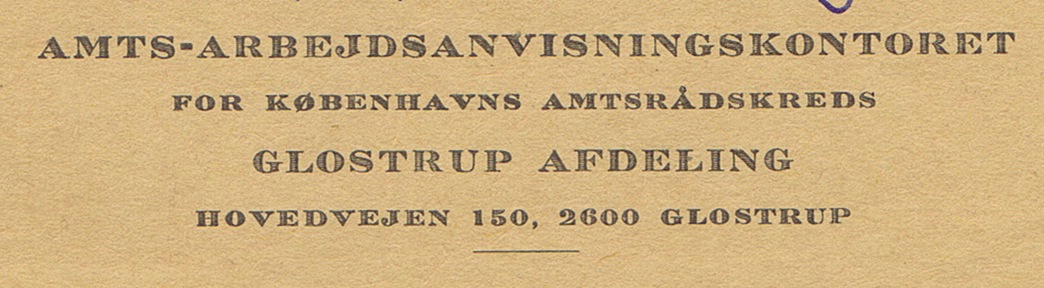 AMTS-ARBEJDSANVISNINGSKONTORET
FOR KØBENHAVNS AMTSRÅDSKREDS
GLOSTRUP AFDELING
HOVEDVEJEN 150, 2600 GLOSTRUP